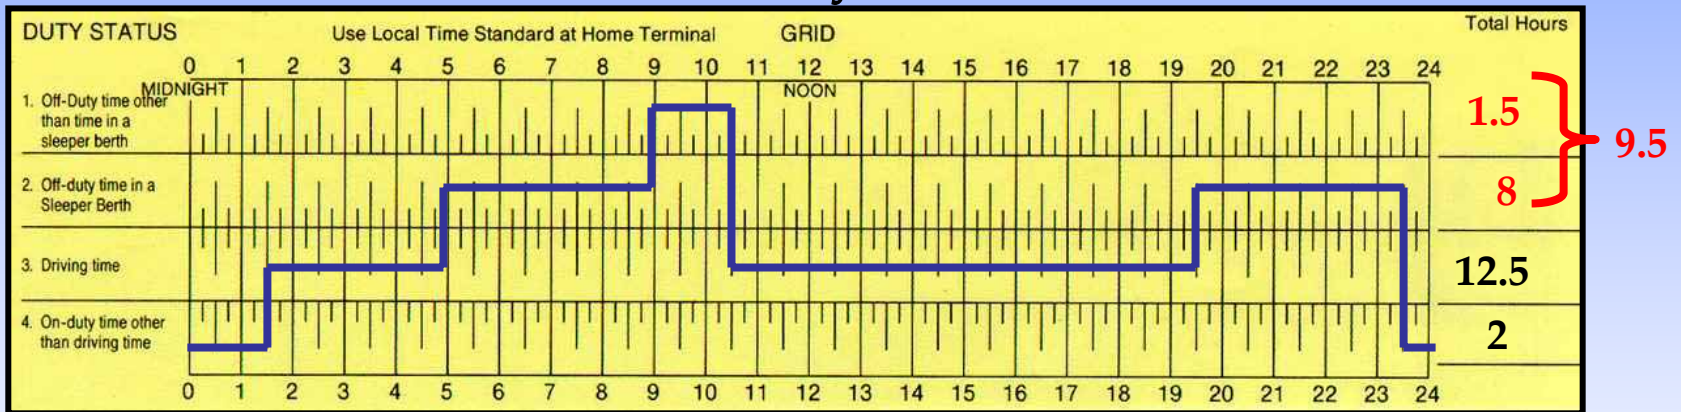 DUTY STATUS Use Local Time Standard at Home Terminal GRID Total Hours
0 1 2 3 4 5 6 7 8 9 10 11 12 13 14 15 16 17 18 19 20 21 22 23 24
MIDNIGHT NOON
1. Off-Duty time other
than time in a
sleeper berth
1.5
9.5
2. Off-duty time in a
Sleeper Berth
8
3. Driving time
12.5
4. On-duty time other
than driving time
2
0 1 2 3 4 5 6 7 8 9 10 11 12 13 14 15 16 17 18 19 20 21 22 23 24